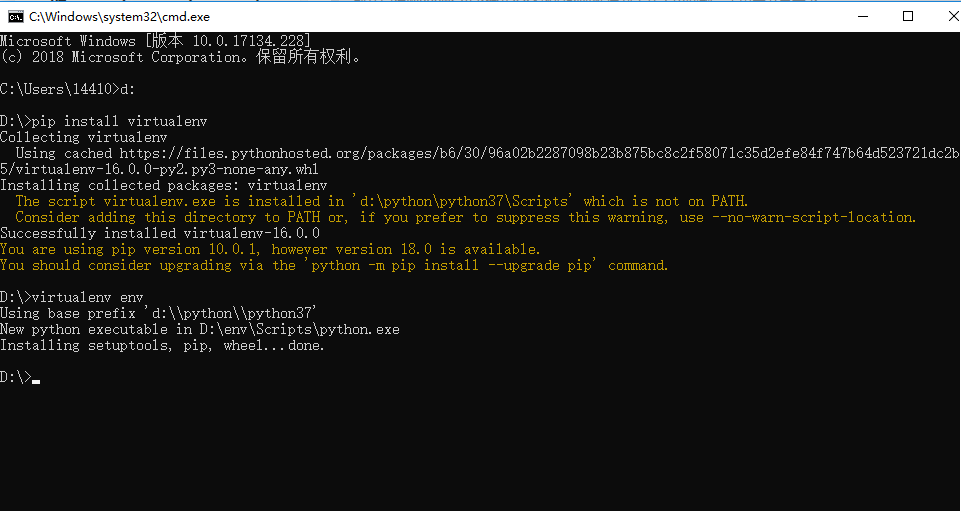 C:\Windows\system32\cmd.exe
Microsoft Windows [版本 10.0.17134.228]
(c) 2018 Microsoft Corporation。保留所有权利。
C:\Users\14410>d:
D:\>pip install virtualenv
Collecting virtualenv
  Using cached https://files.pythonhosted.org/packages/b6/30/96a02b2287098b23b875bc8c2f58071c35d2efe84f747b64d523721dc2b
5/virtualenv-16.0.0-py2.py3-none-any.whl
Installing collected packages: virtualenv
  The script virtualenv.exe is installed in 'd:\python\python37\Scripts' which is not on PATH.
  Consider adding this directory to PATH or, if you prefer to suppress this warning, use --no-warn-script-location.
Successfully installed virtualenv-16.0.0
You are using pip version 10.0.1, however version 18.0 is available.
You should consider upgrading via the 'python -m pip install --upgrade pip' command.
D:\>virtualenv env
Using base prefix 'd:\\python\\python37'
New python executable in D:\env\Scripts\python.exe
Installing setuptools, pip, wheel...done.
D:\>